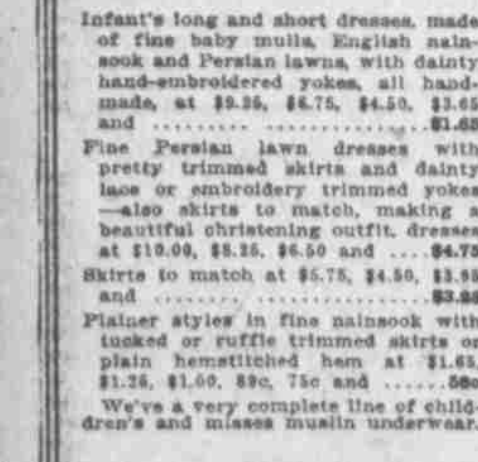 Infant's long and short dresses, made
of fine baby mulls, English nain-
sook and Persian lawns, with dainty
hand-embroidered yokes, all hand-
made, at $9.25, $6.75, $4.50, $3.65
and ......... ............... $1.65
Fine Persian lawn dresses with
pretty trimmed skirts and dainty
lace or embroidery trimmed yokes
—also skirts to match, making a
beautiful christening outfit, dresses
at $10.00, $8.25, $6.50 and .... $4.75
Skirts to match at $5.75, $4.50, $3.95
and ........ ...............
Plainer styles in fine nainsook with
tucked or ruffle trimmed skirts or
plain hemstitched hem at $1.65,
$1.25, $1.00, 89c, 75c and ......
We've a very complete line of child-
dren's and misses muslin underwear.